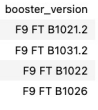 booster_version
F9 FT B1021.2
F9 FT B1031.2
F9 FT B1022
F9 FT B1026